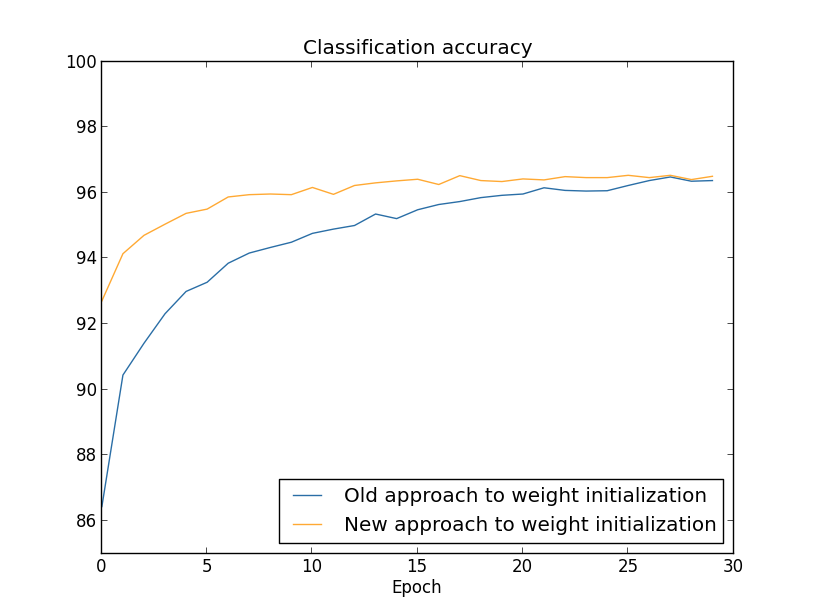 Classification accuracy
100
98
96
94
92
90
88
86
Old approach to weight initialization
New approach to weight initialization
0 5 10 15 20 25 30
Epoch